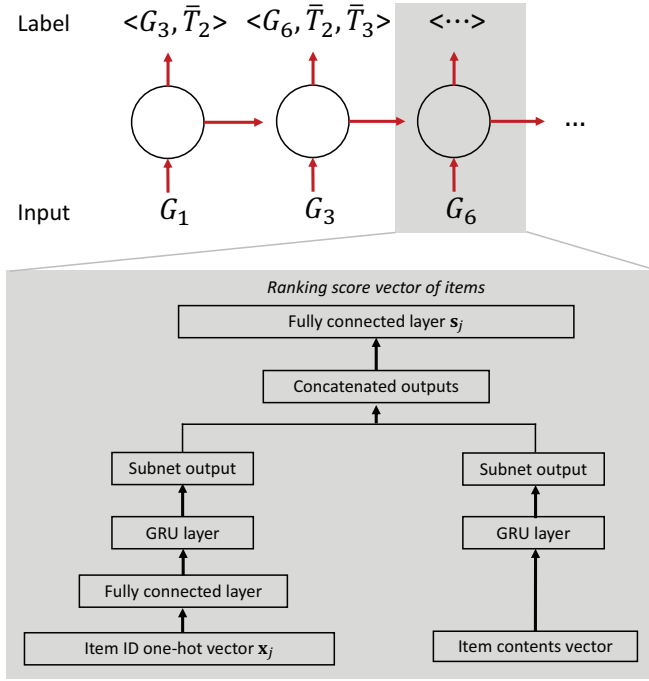 Label <G₃, T̄₂> <G₆, T̄₂, T̄₃> <⋯>
...
Input G₁ G₃ G₆
Ranking score vector of items
Fully connected layer sⱼ
Concatenated outputs
Subnet output Subnet output
GRU layer GRU layer
Fully connected layer
Item ID one-hot vector xⱼ Item contents vector